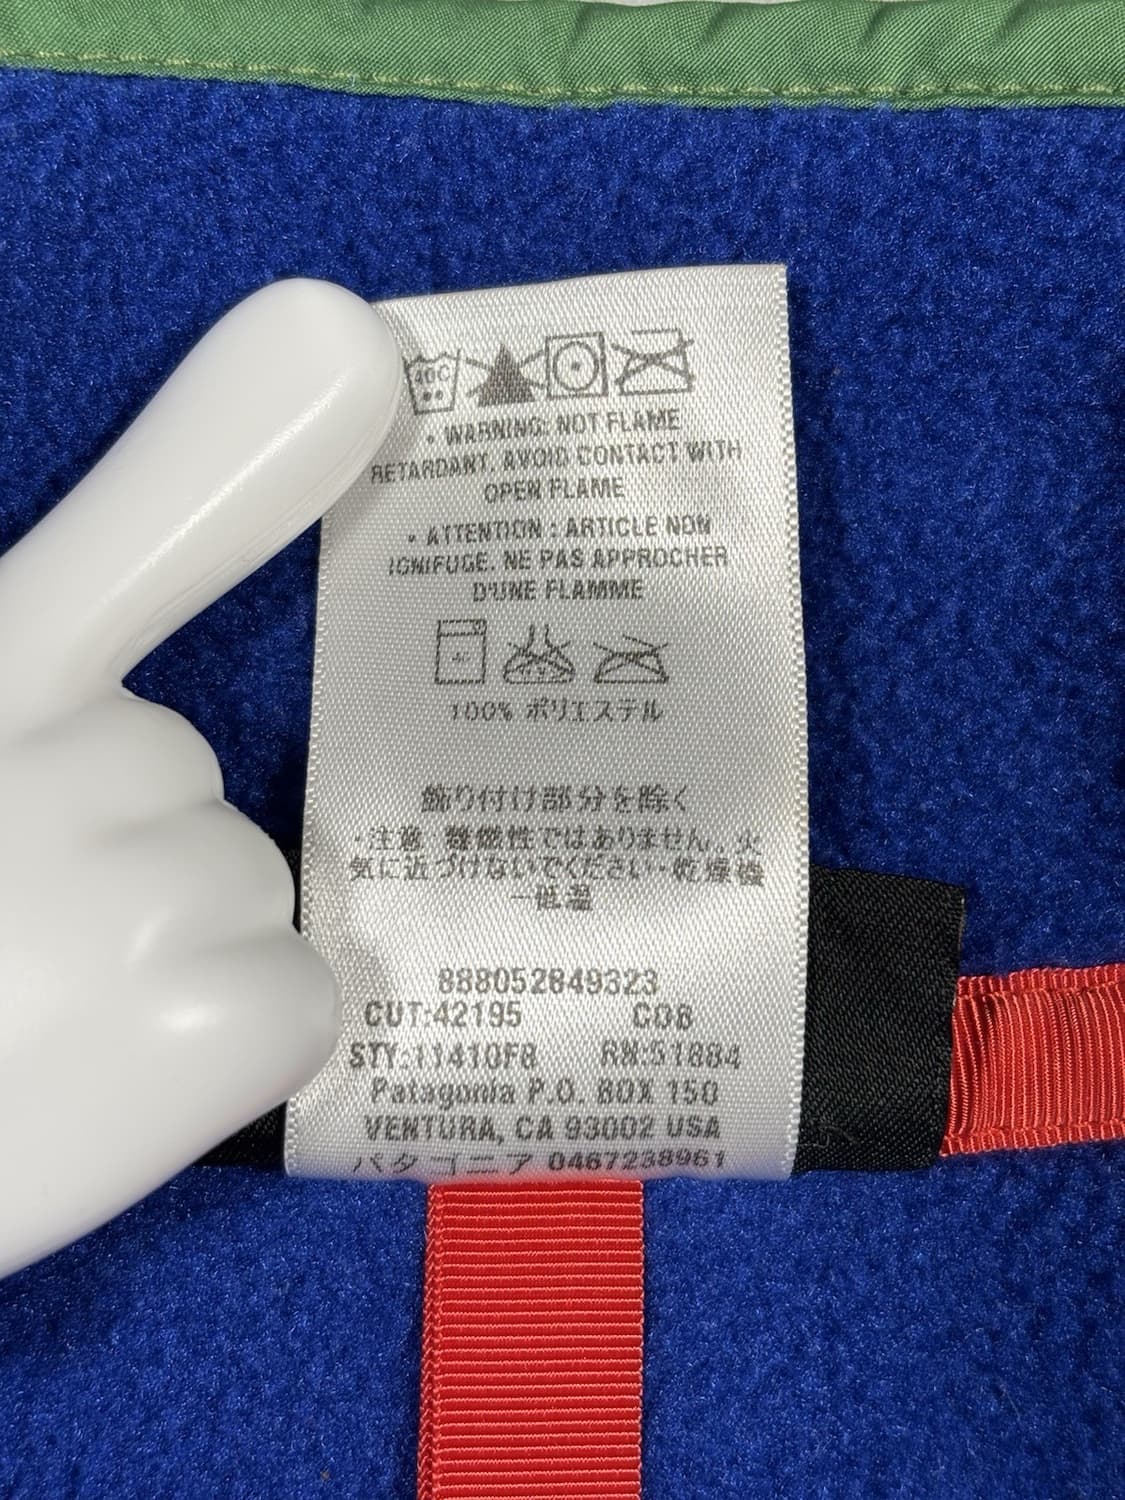 40C
• WARNING: NOT FLAME
RETARDANT. AVOID CONTACT WITH
OPEN FLAME
• ATTENTION : ARTICLE NON
IGNIFUGE. NE PAS APPROCHER
D'UNE FLAMME
100% ポリエステル
飾り付け部分を除く
・注意 難燃性ではありません。火
気に近づけないでください・乾燥機
ー低温
888052849323
CUT:42195 C06
STY:11410F8 RN:51884
Patagonia P.O. BOX 150
VENTURA, CA 93002 USA
パタゴニア 0467238961